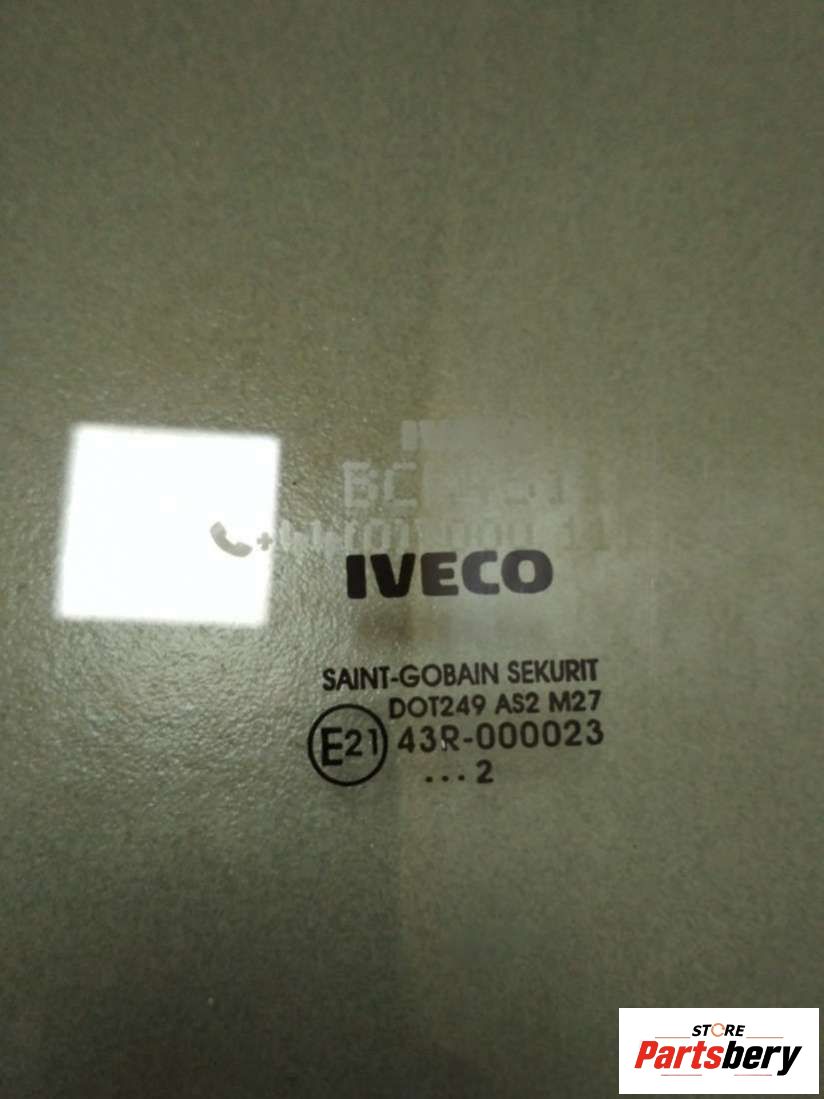 IVECO
SAINT-GOBAIN SEKURIT
DOT249 AS2 M27
E21 43R-000023
...2
STORE
Partsbery